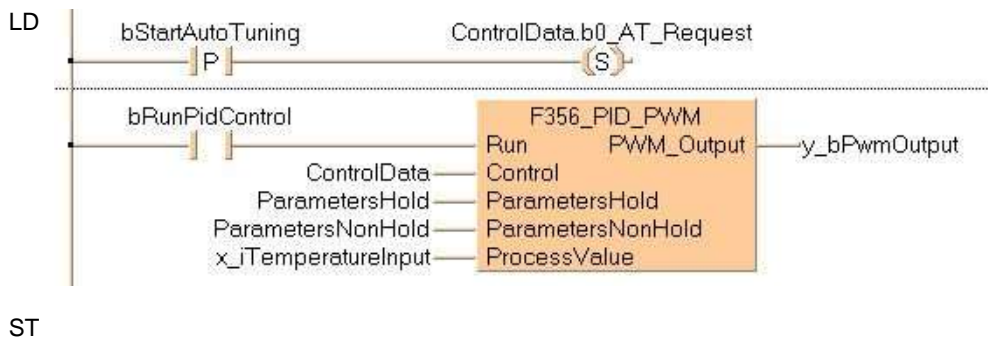 LD
bStartAutoTuning ControlData.b0_AT_Request
P S
bRunPidControl F356_PID_PWM
Run PWM_Output y_bPwmOutput
ControlData Control
ParametersHold ParametersHold
ParametersNonHold ParametersNonHold
x_iTemperatureInput ProcessValue
ST